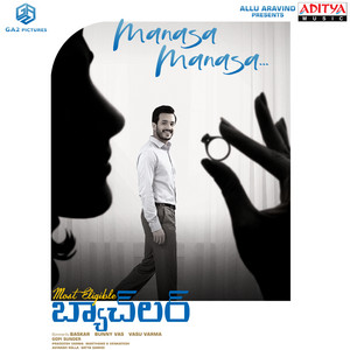 GA2 PICTURES
ALLU ARAVIND
PRESENTS
ADITYA
MUSIC
Manasa
Manasa...
Most Eligible
బ్యాచ్‌లర్
BASKAR BUNNY VAS VASU VARMA
GOPI SUNDER